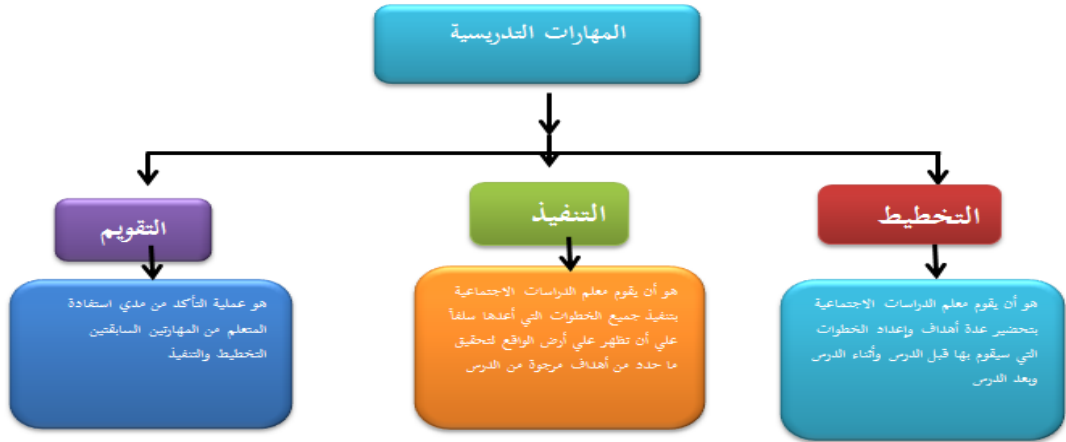 المهارات التدريسية
التخطيط
هو أن يقوم معلم الدراسات الاجتماعية
بتحضير عدة أهداف وإعداد الخطوات
التي سيقوم بها قبل الدرس وأثناء الدرس
وبعد الدرس
التنفيذ
هو أن يقوم معلم الدراسات الاجتماعية
بتنفيذ جميع الخطوات التي أعدها سلفاً
علي أن تظهر علي أرض الواقع لتحقيق
ما حدد من أهداف مرجوة من الدرس
التقويم
هو عملية التأكد من مدي استفادة
المتعلم من المهارتين السابقتين
التخطيط والتنفيذ